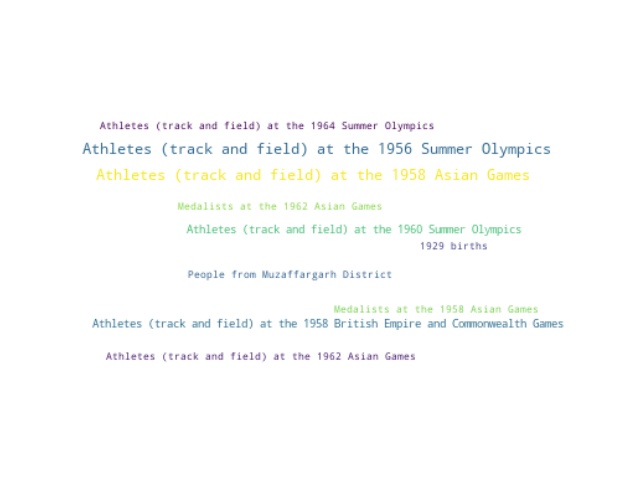 Athletes (track and field) at the 1964 Summer Olympics
Athletes (track and field) at the 1956 Summer Olympics
Athletes (track and field) at the 1958 Asian Games
Medalists at the 1962 Asian Games
Athletes (track and field) at the 1960 Summer Olympics
1929 births
People from Muzaffargarh District
Medalists at the 1958 Asian Games
Athletes (track and field) at the 1958 British Empire and Commonwealth Games
Athletes (track and field) at the 1962 Asian Games